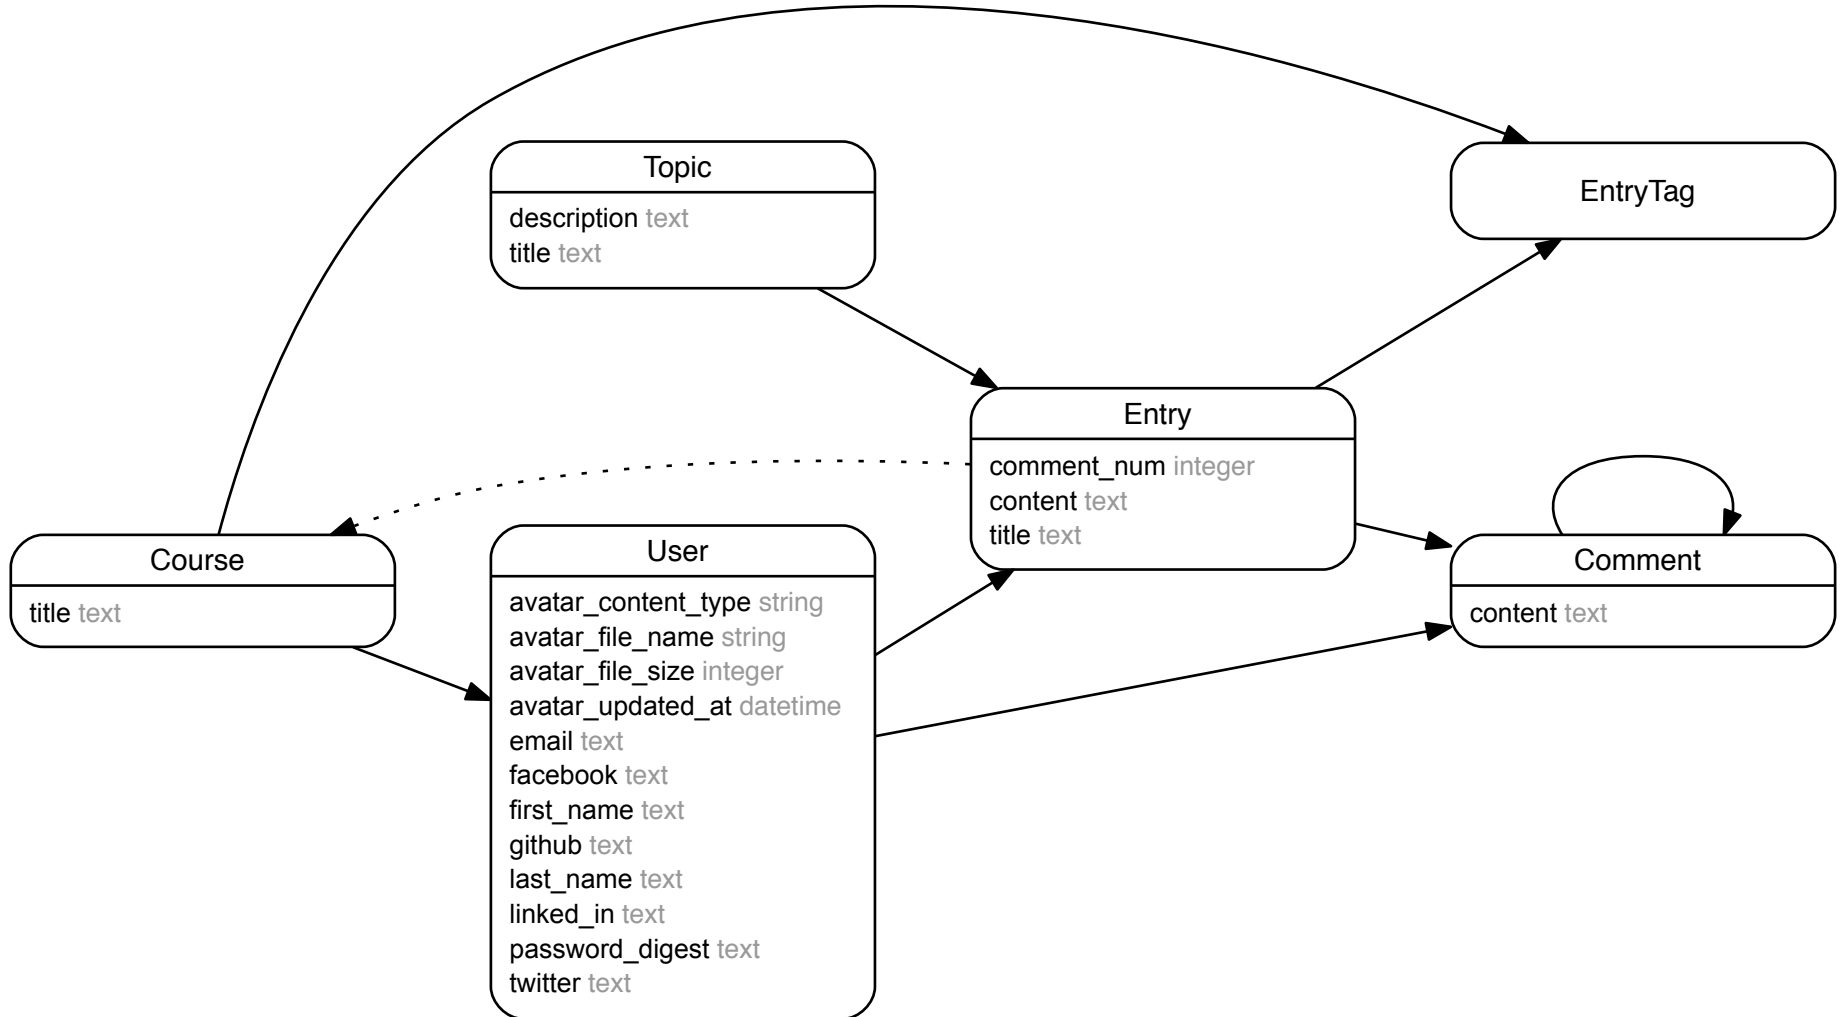 Topic
description text
title text
EntryTag
Entry
comment_num integer
content text
title text
Course
title text
User
avatar_content_type string
avatar_file_name string
avatar_file_size integer
avatar_updated_at datetime
email text
facebook text
first_name text
github text
last_name text
linked_in text
password_digest text
twitter text
Comment
content text